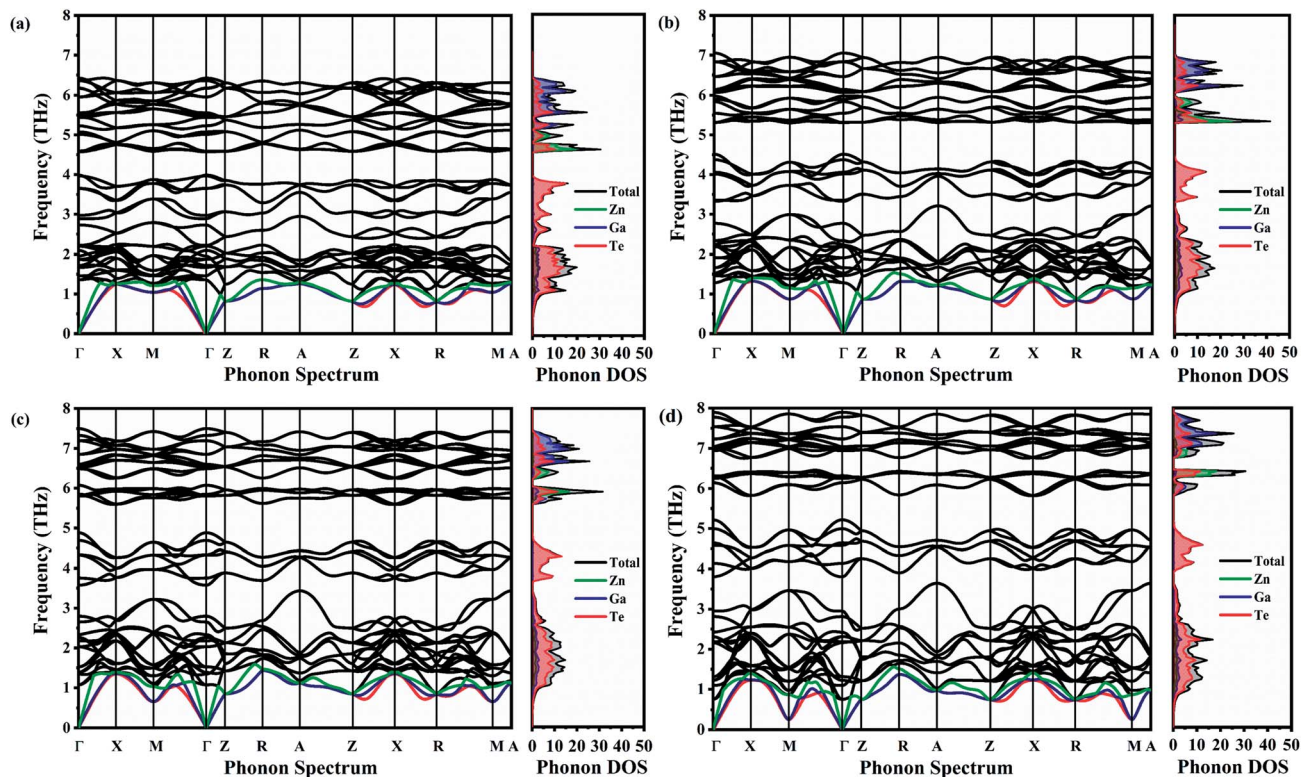 (a)
Frequency (THz)
8
7
6
5
4
3
2
1
0
Γ X M Γ Z R A Z X R M A
Phonon Spectrum
Total
Zn
Ga
Te
0 10 20 30 40 50
Phonon DOS
(b)
Frequency (THz)
8
7
6
5
4
3
2
1
0
Γ X M Γ Z R A Z X R M A
Phonon Spectrum
Total
Zn
Ga
Te
0 10 20 30 40 50
Phonon DOS
(c)
Frequency (THz)
8
7
6
5
4
3
2
1
0
Γ X M Γ Z R A Z X R M A
Phonon Spectrum
Total
Zn
Ga
Te
0 10 20 30 40 50
Phonon DOS
(d)
Frequency (THz)
8
7
6
5
4
3
2
1
0
Γ X M Γ Z R A Z X R M A
Phonon Spectrum
Total
Zn
Ga
Te
0 10 20 30 40 50
Phonon DOS